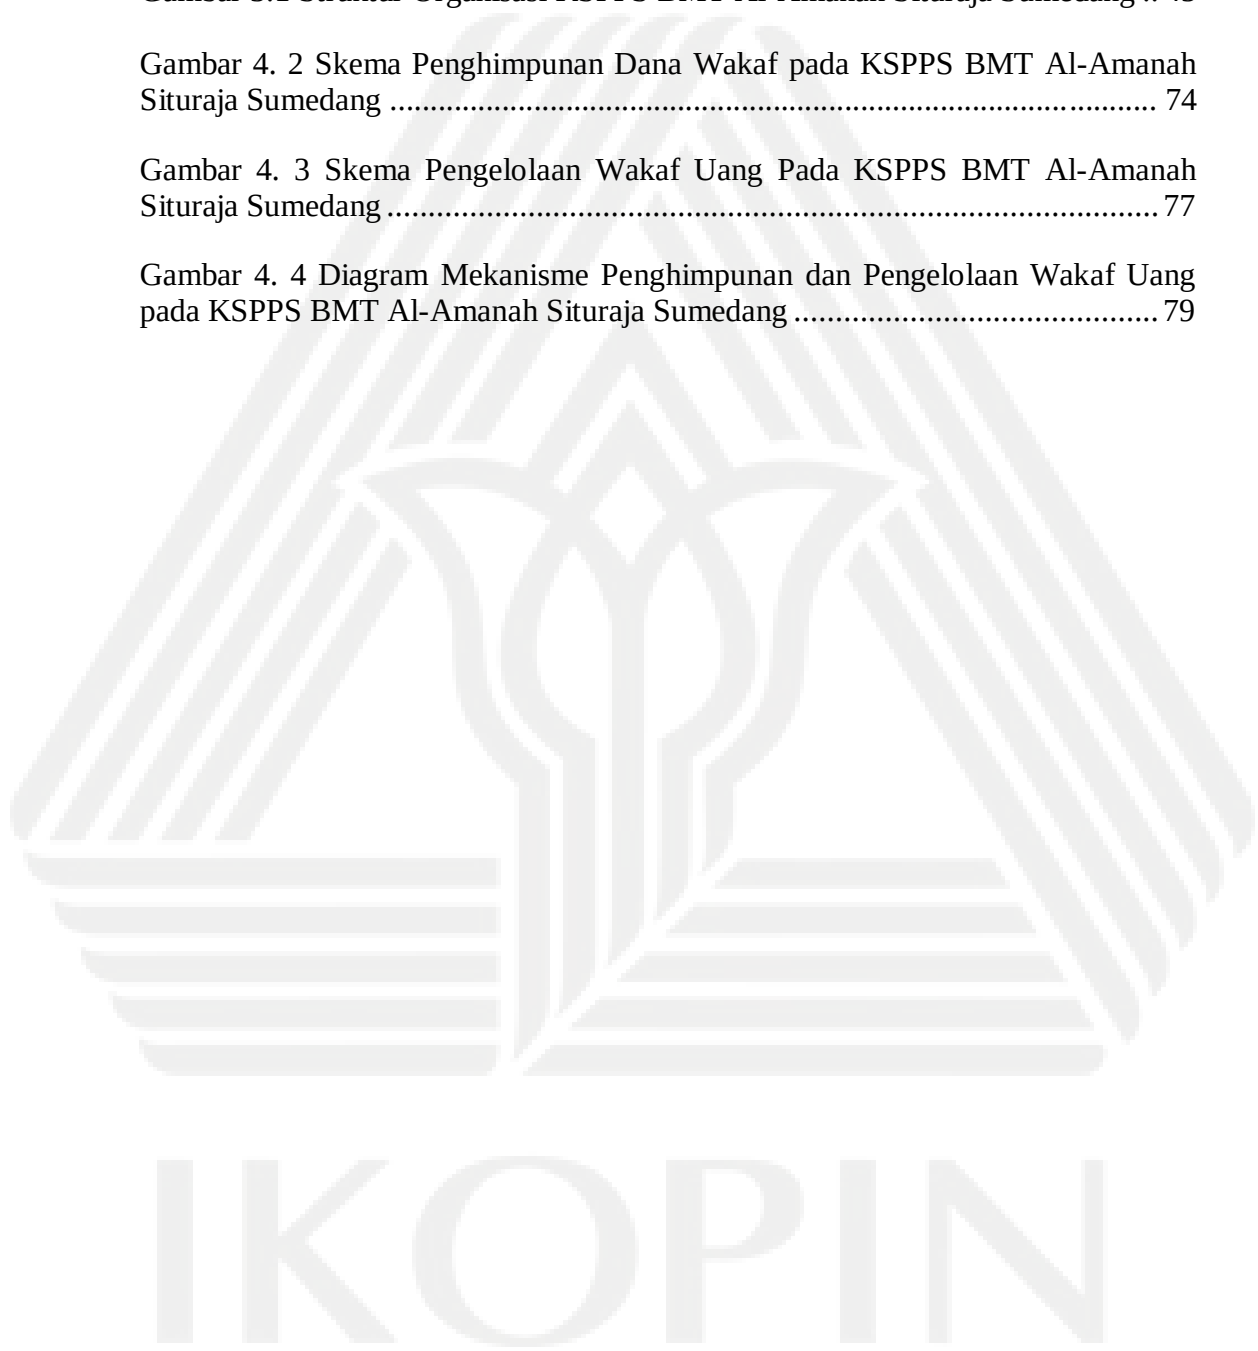 Gambar 4. 2 Skema Penghimpunan Dana Wakaf pada KSPPS BMT Al-Amanah
Situraja Sumedang ........................................................................................... 74
Gambar 4. 3 Skema Pengelolaan Wakaf Uang Pada KSPPS BMT Al-Amanah
Situraja Sumedang ........................................................................................... 77
Gambar 4. 4 Diagram Mekanisme Penghimpunan dan Pengelolaan Wakaf Uang
pada KSPPS BMT Al-Amanah Situraja Sumedang ........................................... 79
IKOPIN